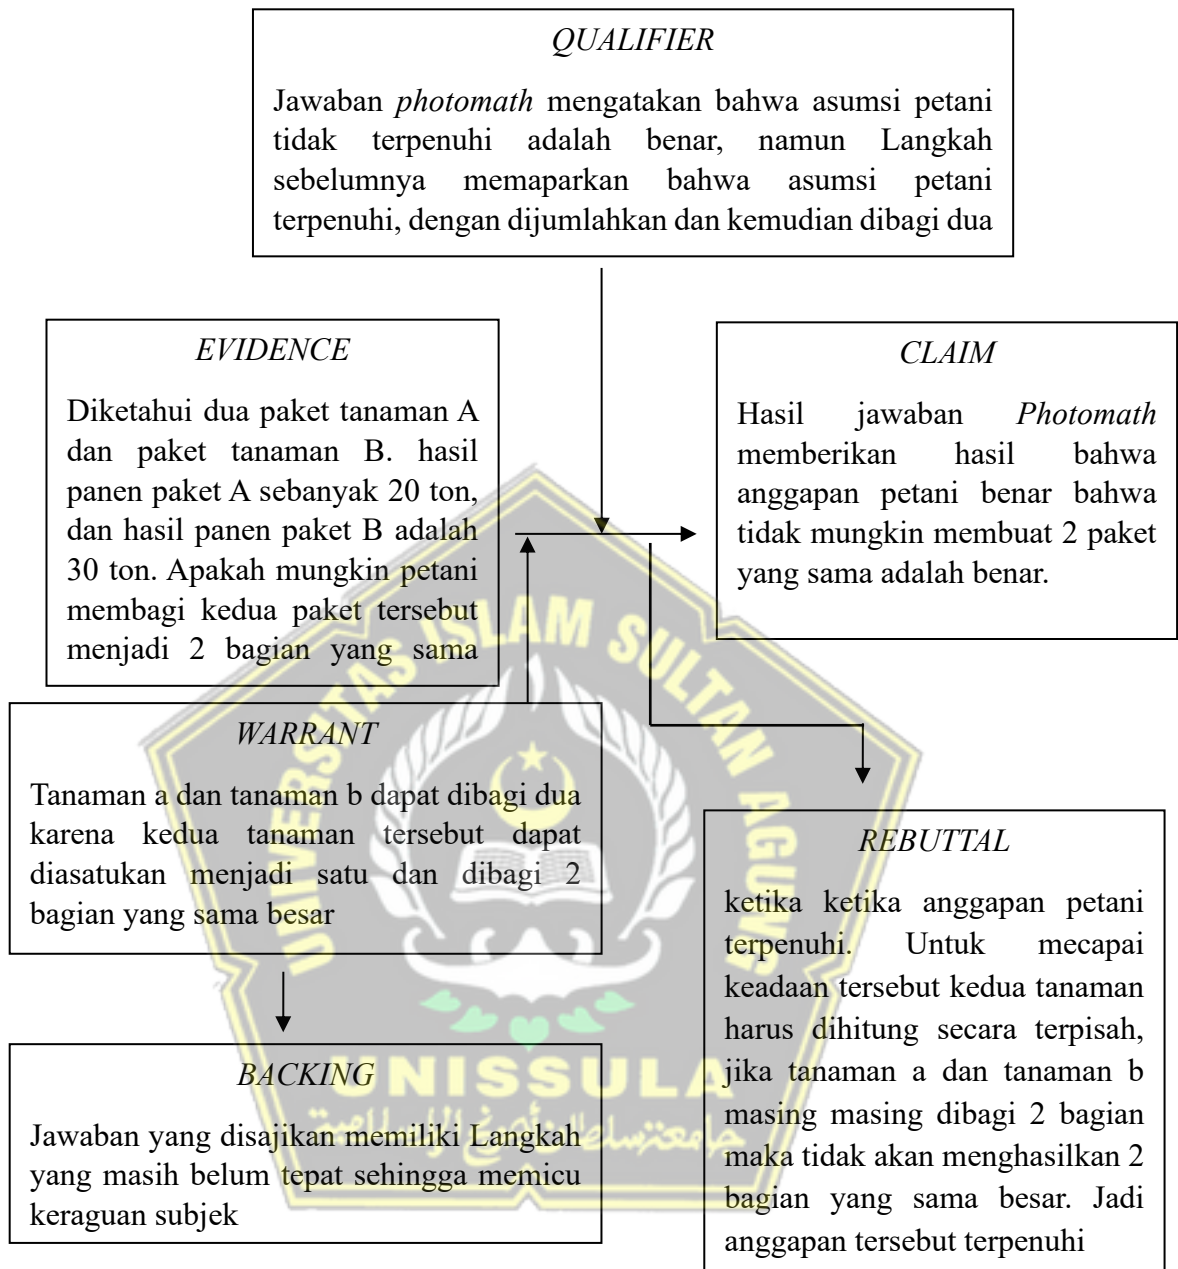 QUALIFIER
Jawaban photomath mengatakan bahwa asumsi petani
tidak terpenuhi adalah benar, namun Langkah
sebelumnya memaparkan bahwa asumsi petani
terpenuhi, dengan dijumlahkan dan kemudian dibagi dua
EVIDENCE
Diketahui dua paket tanaman A
dan paket tanaman B. hasil
panen paket A sebanyak 20 ton,
dan hasil panen paket B adalah
30 ton. Apakah mungkin petani
membagi kedua paket tersebut
menjadi 2 bagian yang sama
CLAIM
Hasil jawaban Photomath
memberikan hasil bahwa
anggapan petani benar bahwa
tidak mungkin membuat 2 paket
yang sama adalah benar.
WARRANT
Tanaman a dan tanaman b dapat dibagi dua
karena kedua tanaman tersebut dapat
diasatukan menjadi satu dan dibagi 2
bagian yang sama besar
BACKING
Jawaban yang disajikan memiliki Langkah
yang masih belum tepat sehingga memicu
keraguan subjek
REBUTTAL
ketika ketika anggapan petani
terpenuhi. Untuk mecapai
keadaan tersebut kedua tanaman
harus dihitung secara terpisah,
jika tanaman a dan tanaman b
masing masing dibagi 2 bagian
maka tidak akan menghasilkan 2
bagian yang sama besar. Jadi
anggapan tersebut terpenuhi
UNIVERSITAS ISLAM SULTAN AGUNG
UNISSULA